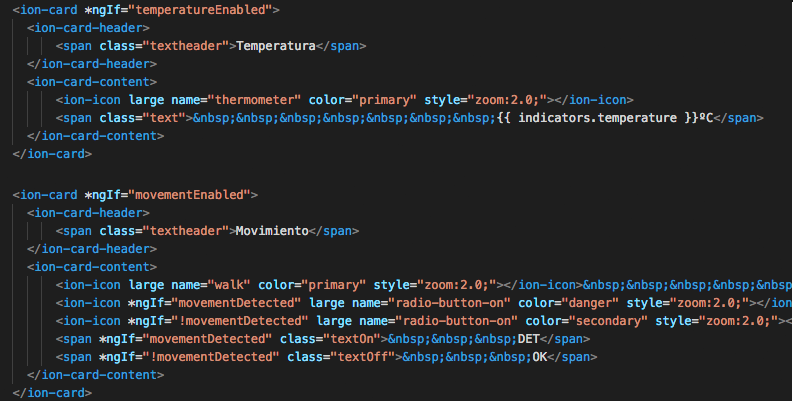 <ion-card *ngIf="temperatureEnabled">
<ion-card-header>
<span class="textheader">Temperatura</span>
</ion-card-header>
<ion-card-content>
<ion-icon large name="thermometer" color="primary" style="zoom:2.0;"></ion-icon>
<span class="text">&nbsp;&nbsp;&nbsp;&nbsp;&nbsp;&nbsp;&nbsp;{{ indicators.temperature }}ºC</span>
</ion-card-content>
</ion-card>
<ion-card *ngIf="movementEnabled">
<ion-card-header>
<span class="textheader">Movimiento</span>
</ion-card-header>
<ion-card-content>
<ion-icon large name="walk" color="primary" style="zoom:2.0;"></ion-icon>&nbsp;&nbsp;&nbsp;&nbsp;&nbsp
<ion-icon *ngIf="movementDetected" large name="radio-button-on" color="danger" style="zoom:2.0;"></ion
<ion-icon *ngIf="!movementDetected" large name="radio-button-on" color="secondary" style="zoom:2.0;"><
<span *ngIf="movementDetected" class="textOn">&nbsp;&nbsp;&nbsp;DET</span>
<span *ngIf="!movementDetected" class="textOff">&nbsp;&nbsp;&nbsp;OK</span>
</ion-card-content>
</ion-card>